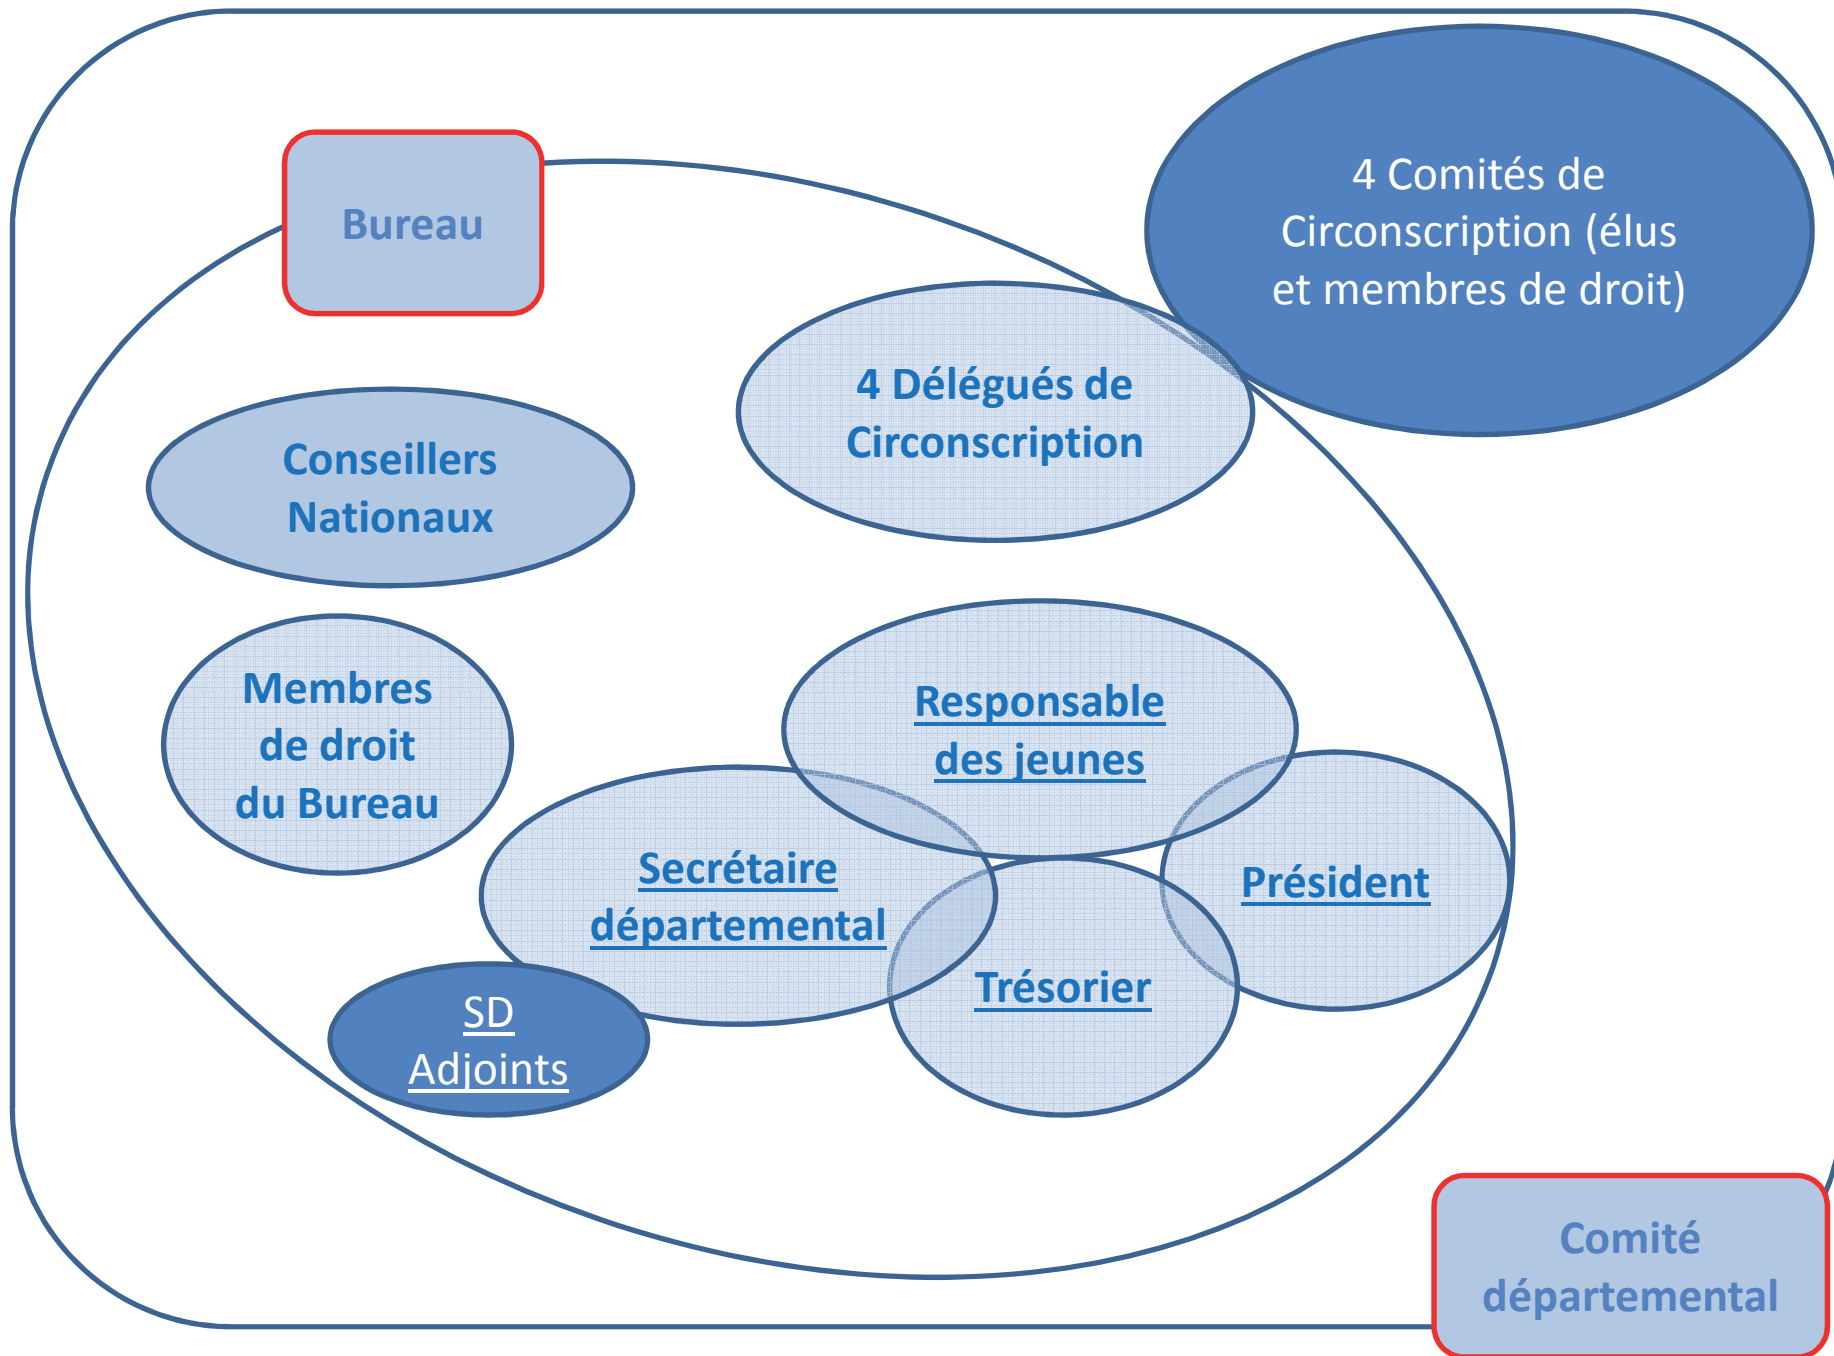 4 Comités de
Circonscription (élus
et membres de droit)
Bureau
4 Délégués de
Circonscription
Conseillers
Nationaux
Membres
de droit
du Bureau
Responsable
des jeunes
Secrétaire
départemental
Président
Trésorier
SD
Adjoints
Comité
départemental